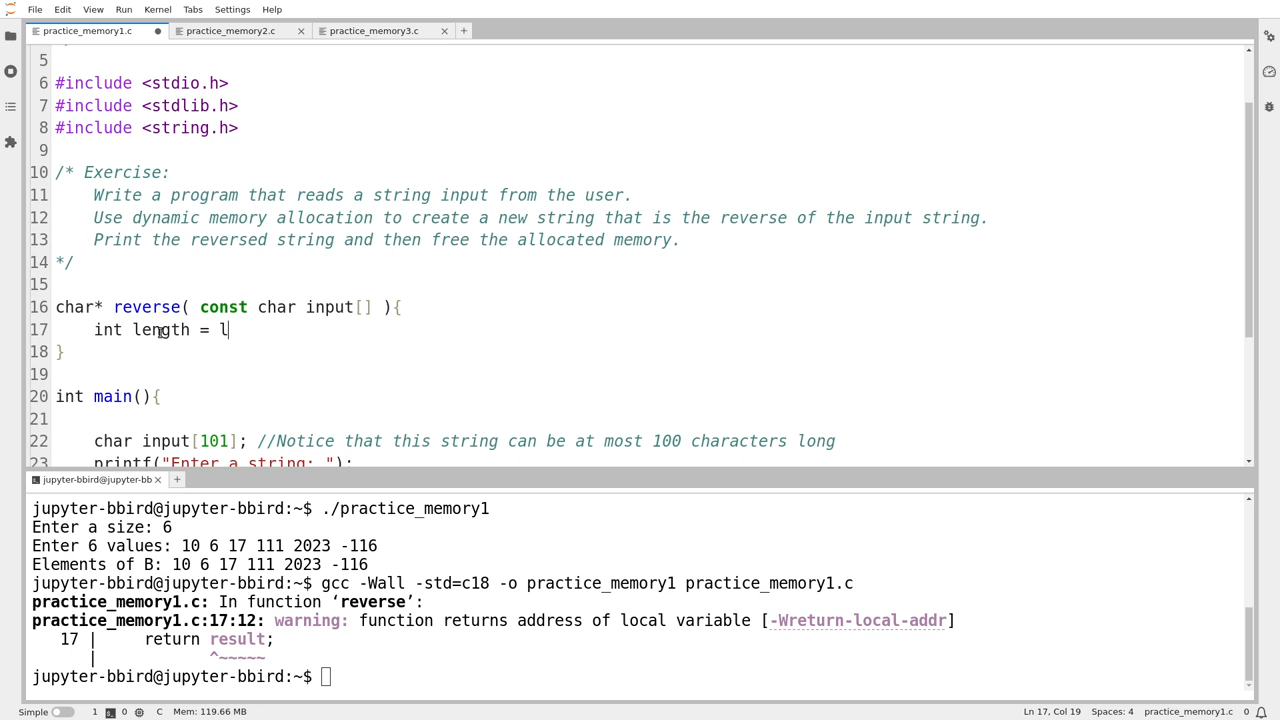 File Edit View Run Kernel Tabs Settings Help
practice_memory1.c practice_memory2.c practice_memory3.c
5
6 #include <stdio.h>
7 #include <stdlib.h>
8 #include <string.h>
9
10 /* Exercise:
11 Write a program that reads a string input from the user.
12 Use dynamic memory allocation to create a new string that is the reverse of the input string.
13 Print the reversed string and then free the allocated memory.
14 */
15
16 char* reverse( const char input[] ){
17 int length = l
18 }
19
20 int main(){
21
22 char input[101]; //Notice that this string can be at most 100 characters long
23 printf("Enter a string: ");
jupyter-bbird@jupyter-bb
jupyter-bbird@jupyter-bbird:~$ ./practice_memory1
Enter a size: 6
Enter 6 values: 10 6 17 111 2023 -116
Elements of B: 10 6 17 111 2023 -116
jupyter-bbird@jupyter-bbird:~$ gcc -Wall -std=c18 -o practice_memory1 practice_memory1.c
practice_memory1.c: In function ‘reverse’:
practice_memory1.c:17:12: warning: function returns address of local variable [-Wreturn-local-addr]
17 | return result;
| ^~~~~~
jupyter-bbird@jupyter-bbird:~$
Simple 1 0 C Mem: 119.66 MB Ln 17, Col 19 Spaces: 4 practice_memory1.c 0